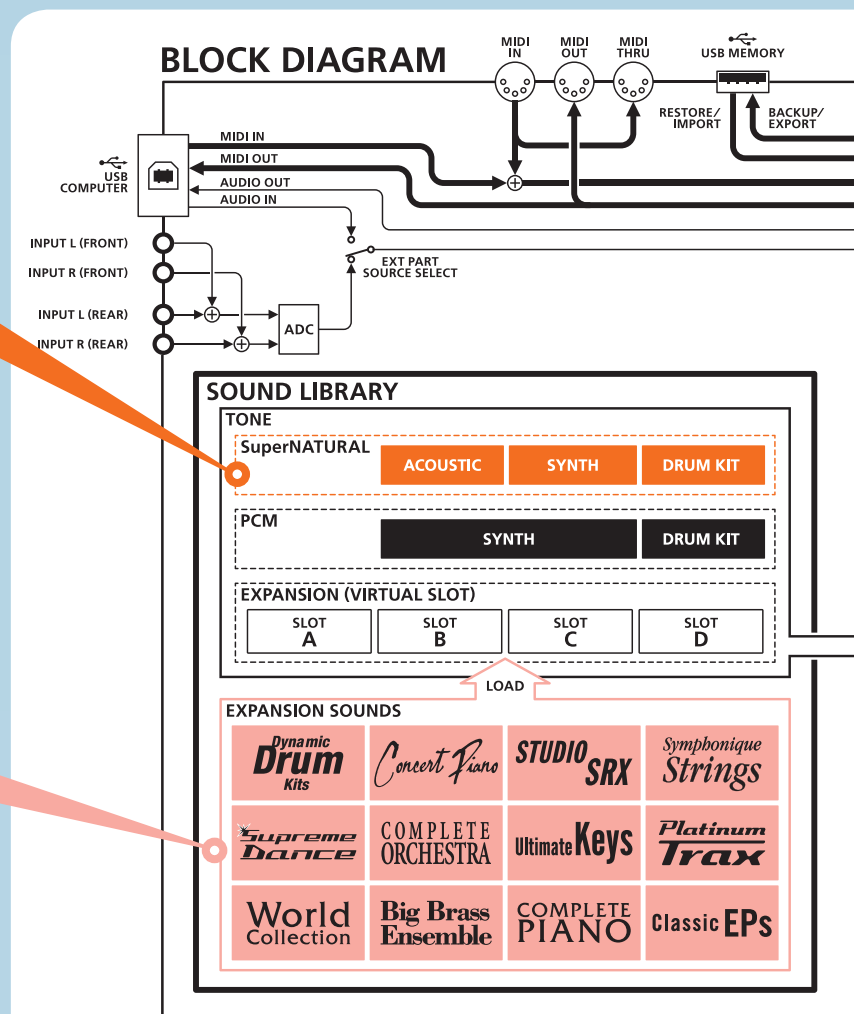 BLOCK DIAGRAM
MIDI
IN
MIDI
OUT
MIDI
THRU
USB MEMORY
RESTORE/
IMPORT
BACKUP/
EXPORT
USB
COMPUTER
MIDI IN
MIDI OUT
AUDIO OUT
AUDIO IN
INPUT L (FRONT)
INPUT R (FRONT)
INPUT L (REAR)
INPUT R (REAR)
ADC
EXT PART
SOURCE SELECT
SOUND LIBRARY
TONE
SuperNATURAL
ACOUSTIC
SYNTH
DRUM KIT
PCM
SYNTH
DRUM KIT
EXPANSION (VIRTUAL SLOT)
SLOT
A
SLOT
B
SLOT
C
SLOT
D
LOAD
EXPANSION SOUNDS
Dynamic
Drum
Kits
Concert Piano
STUDIO
SRX
Symphonique
Strings
Supreme
Dance
COMPLETE
ORCHESTRA
Ultimate Keys
Platinum
Trax
World
Collection
Big Brass
Ensemble
COMPLETE
PIANO
Classic EPs